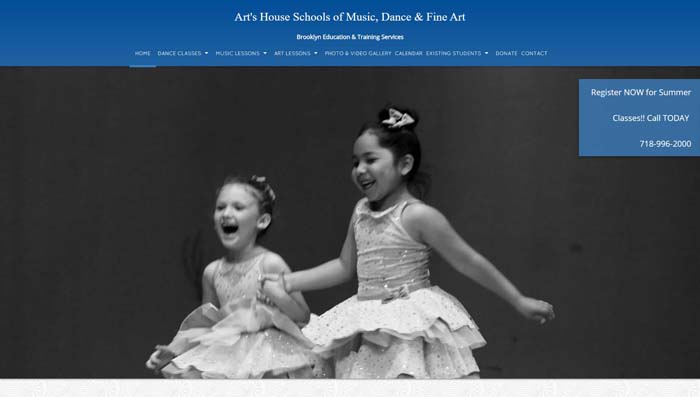 Art's House Schools of Music, Dance & Fine Art
Brooklyn Education & Training Services
HOME DANCE CLASSES MUSIC LESSONS ART LESSONS PHOTO & VIDEO GALLERY CALENDAR EXISTING STUDENTS DONATE CONTACT
Register NOW for Summer
Classes!! Call TODAY
718-996-2000